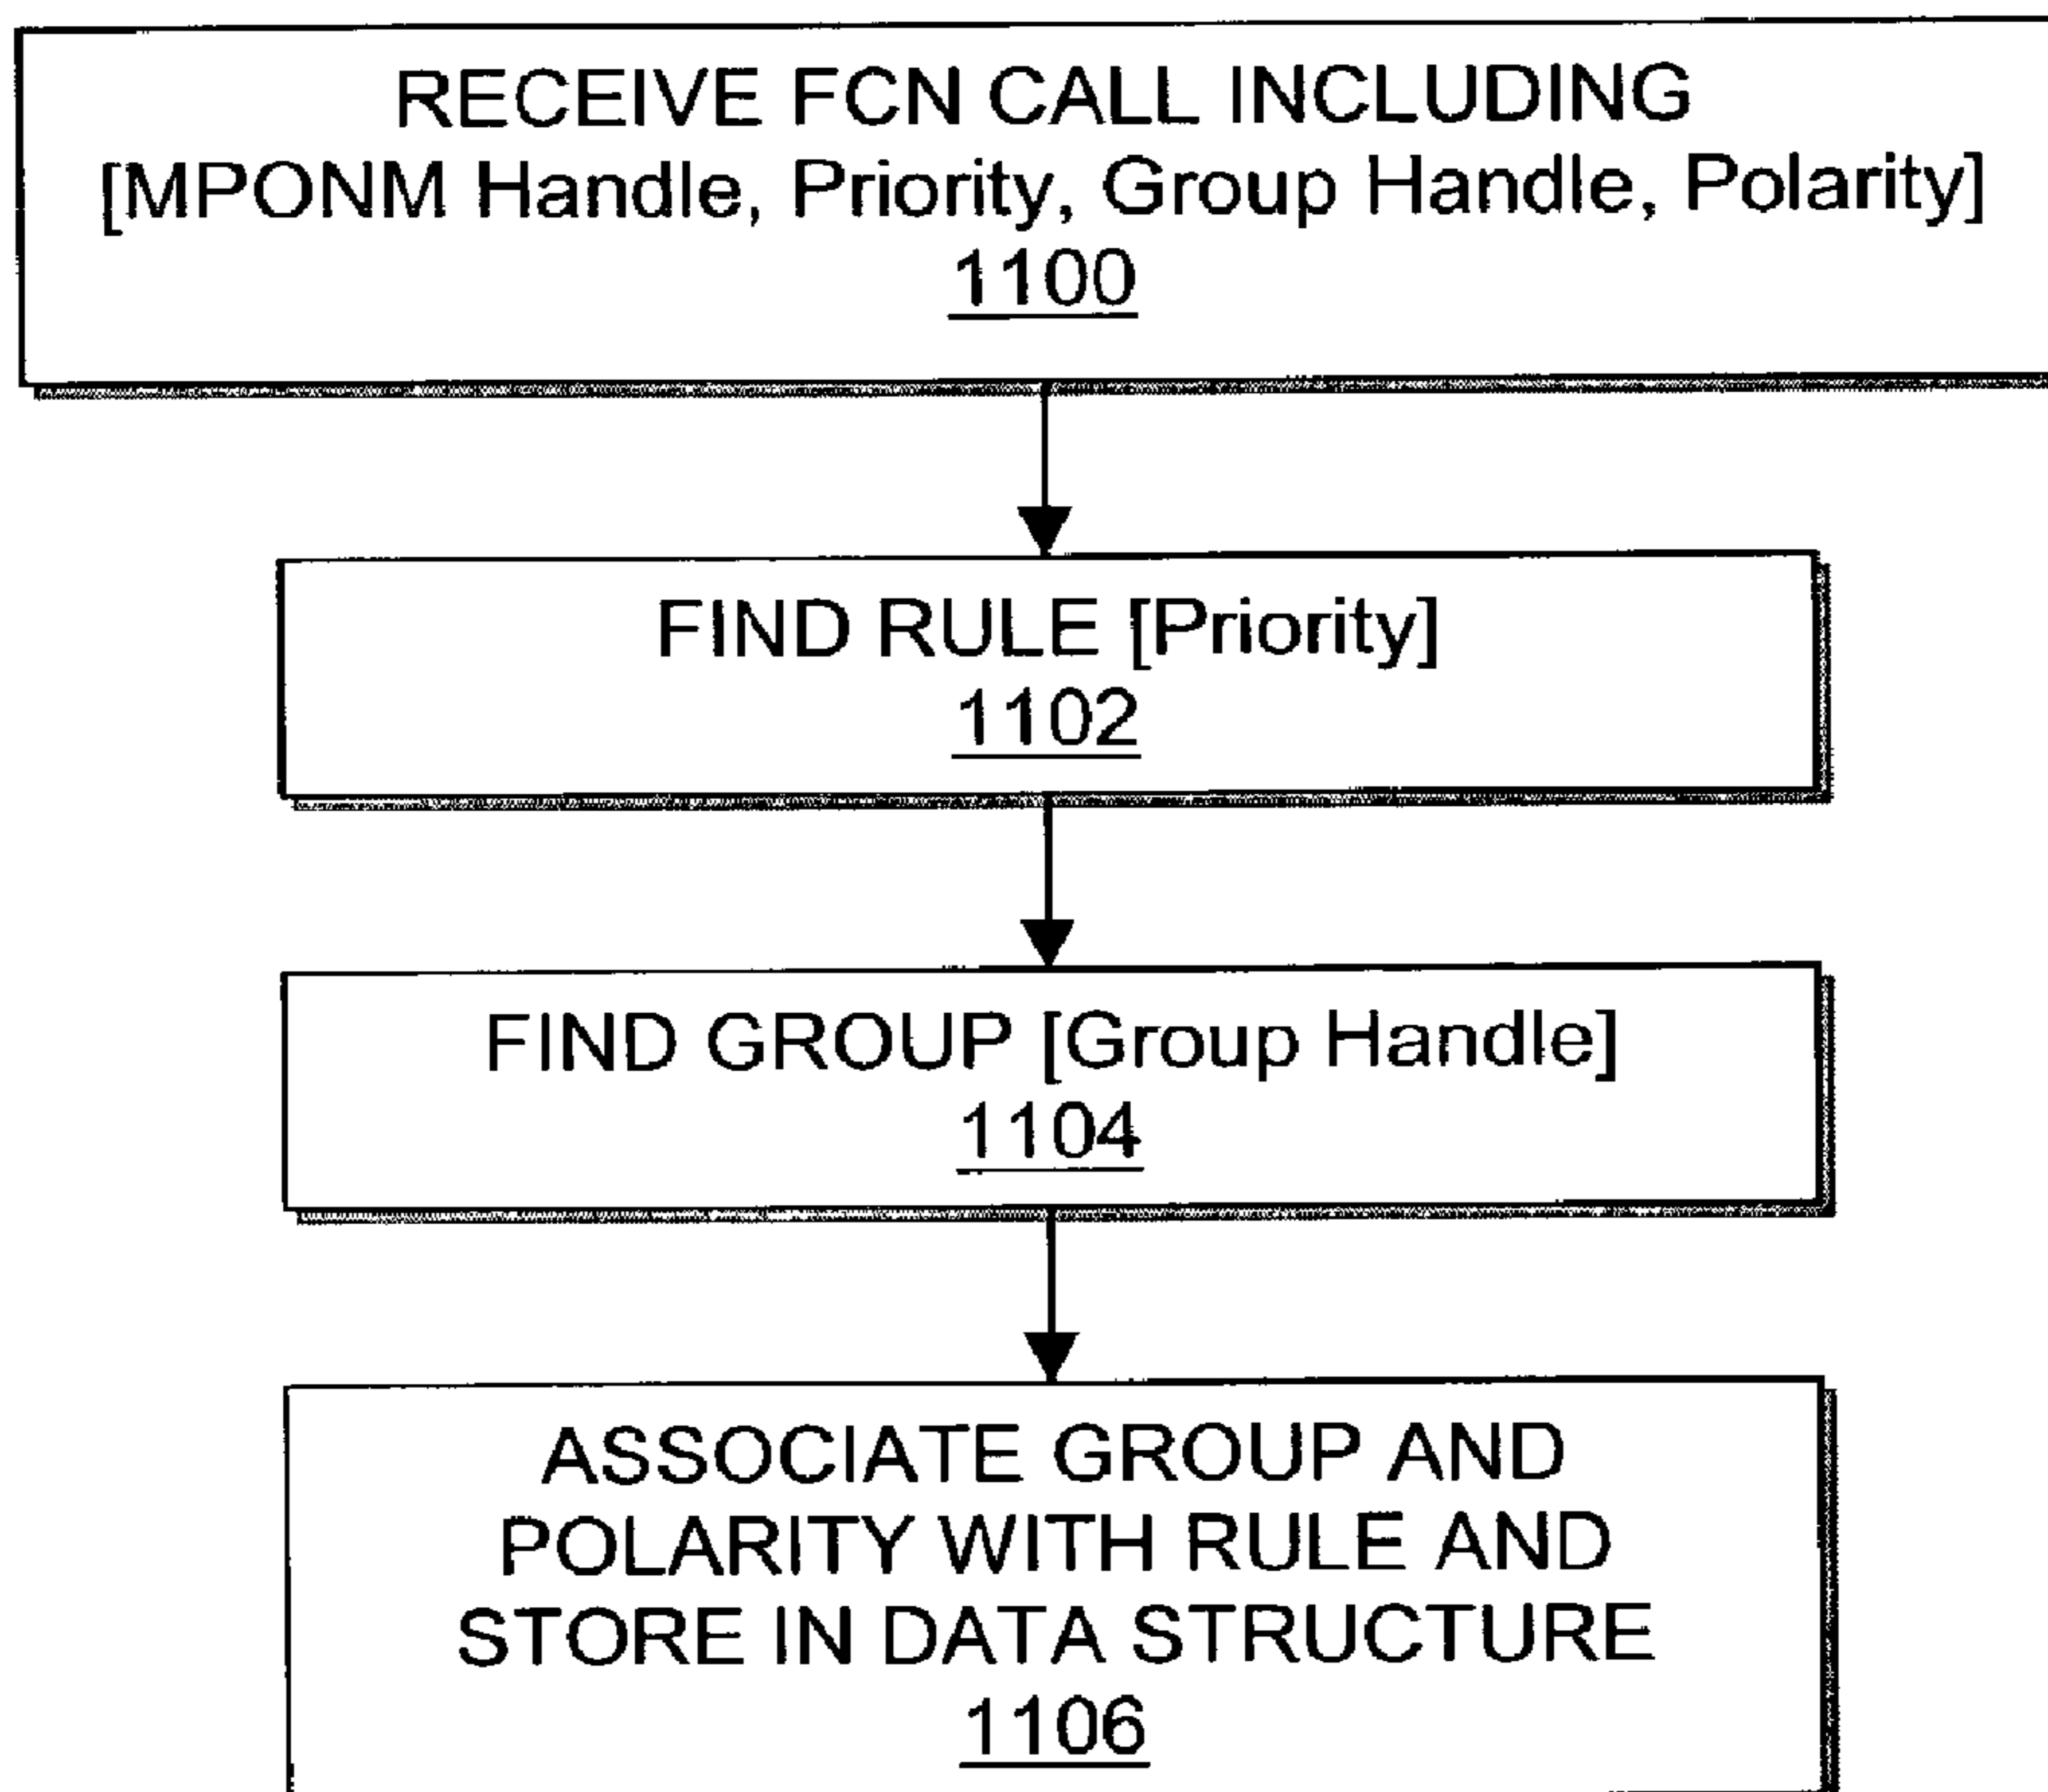 RECEIVE FCN CALL INCLUDING
[MPONM Handle, Priority, Group Handle, Polarity]
1100
FIND RULE [Priority]
1102
FIND GROUP [Group Handle]
1104
ASSOCIATE GROUP AND
POLARITY WITH RULE AND
STORE IN DATA STRUCTURE
1106